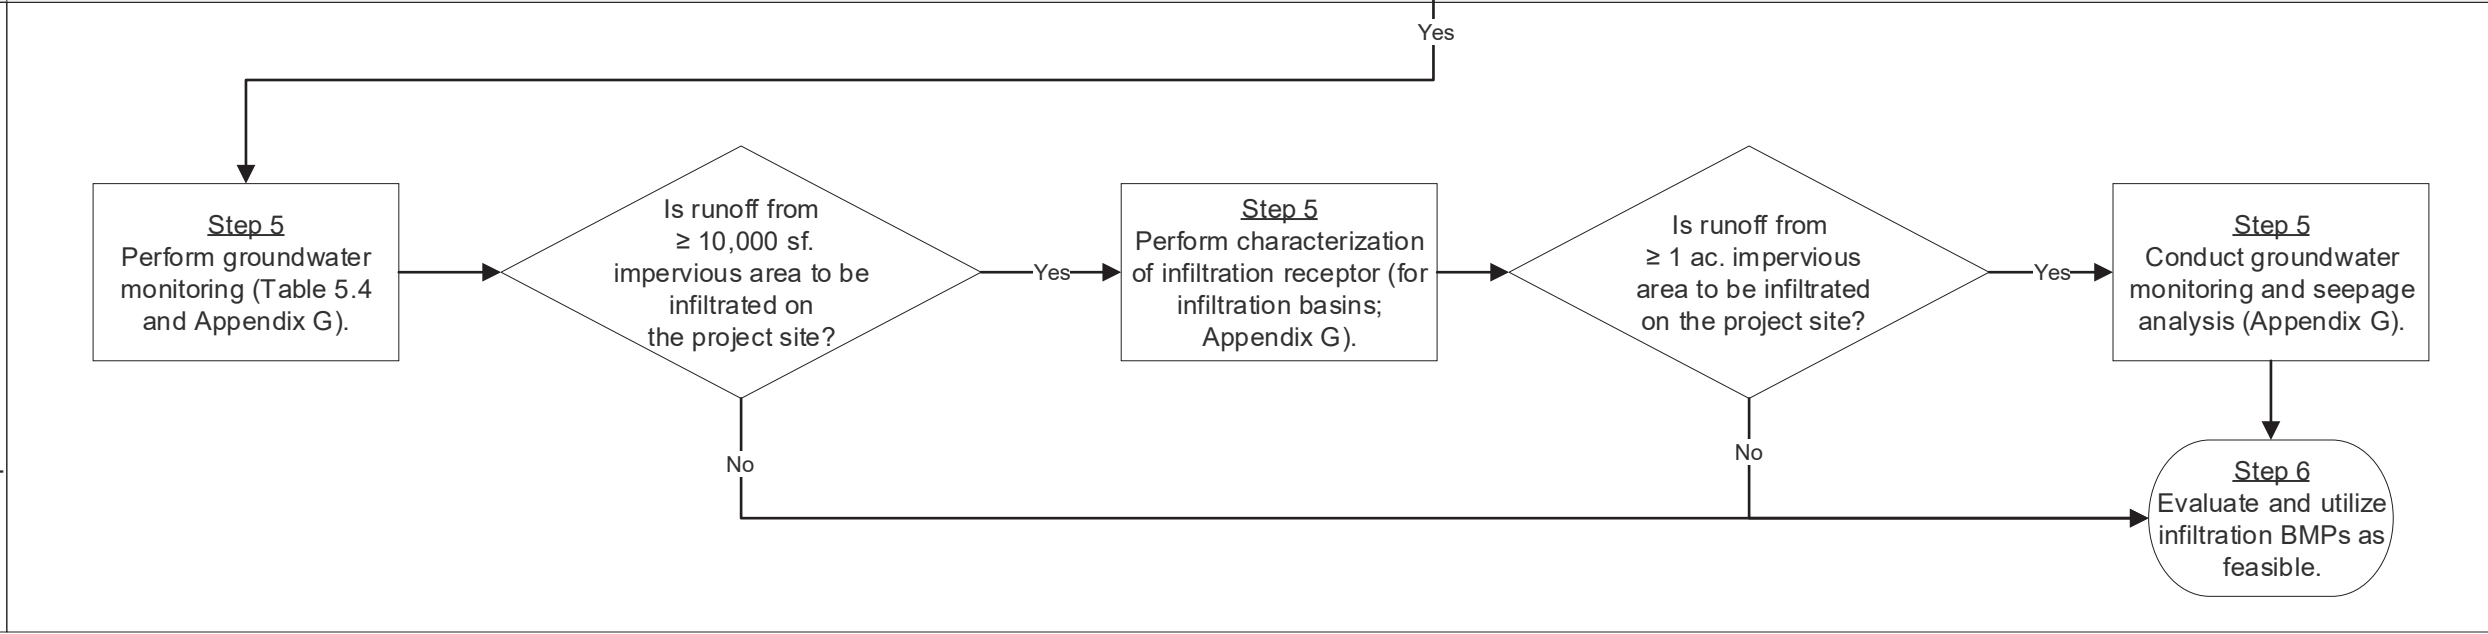 Yes
Step 5
Perform groundwater
monitoring (Table 5.4
and Appendix G).
Is runoff from
≥ 10,000 sf.
impervious area to be
infiltrated on
the project site?
Yes
No
Step 5
Perform characterization
of infiltration receptor (for
infiltration basins;
Appendix G).
Is runoff from
≥ 1 ac. impervious
area to be infiltrated
on the project site?
Yes
No
Step 5
Conduct groundwater
monitoring and seepage
analysis (Appendix G).
Step 6
Evaluate and utilize
infiltration BMPs as
feasible.